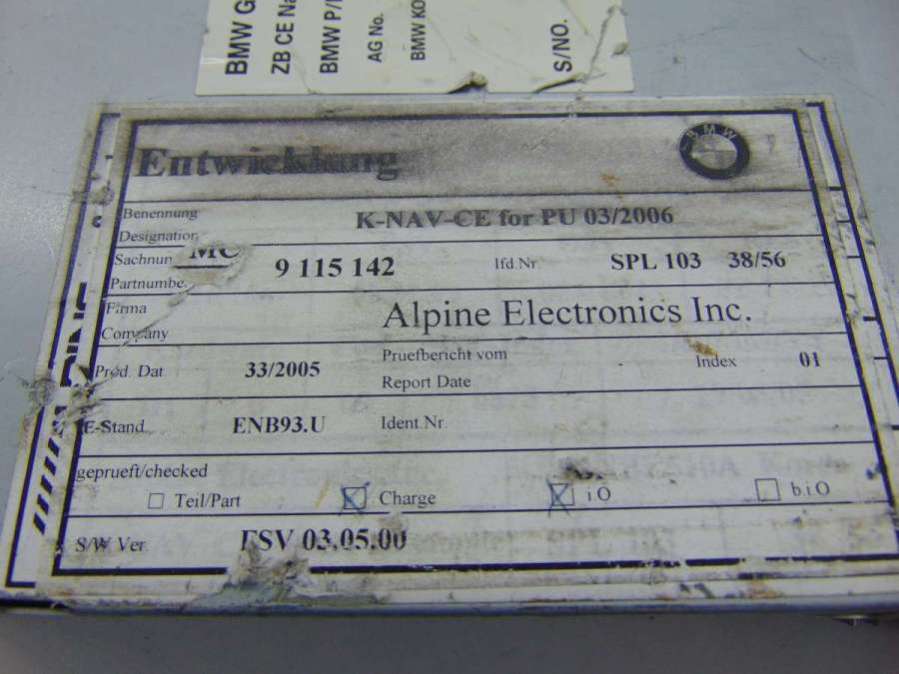 BMW G
ZB CE Na
BMW P/
AG No.
BMW KO
S/NO.
Entwicklung
BMW
Benennung
Designation
K-NAV-CE for PU 03/2006
Sachnum
MC
9 115 142
lfd.Nr
SPL 103 38/56
Partnumbe
Firma
Company
Alpine Electronics Inc.
Prod. Dat
33/2005
Pruefbericht vom
Report Date
Index
01
E-Stand
ENB93.U
Ident.Nr
geprueft/checked
Teil/Part
Charge
i O
b i O
S/W Ver.
FSV 03.05.00